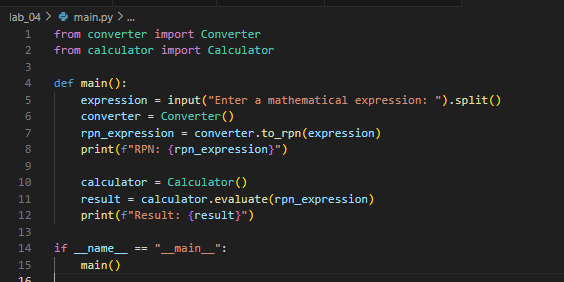 lab_04 > main.py > ...
1 from converter import Converter
2 from calculator import Calculator
3
4 def main():
5     expression = input("Enter a mathematical expression: ").split()
6     converter = Converter()
7     rpn_expression = converter.to_rpn(expression)
8     print(f"RPN: {rpn_expression}")
9
10     calculator = Calculator()
11     result = calculator.evaluate(rpn_expression)
12     print(f"Result: {result}")
13
14 if __name__ == "__main__":
15     main()
16